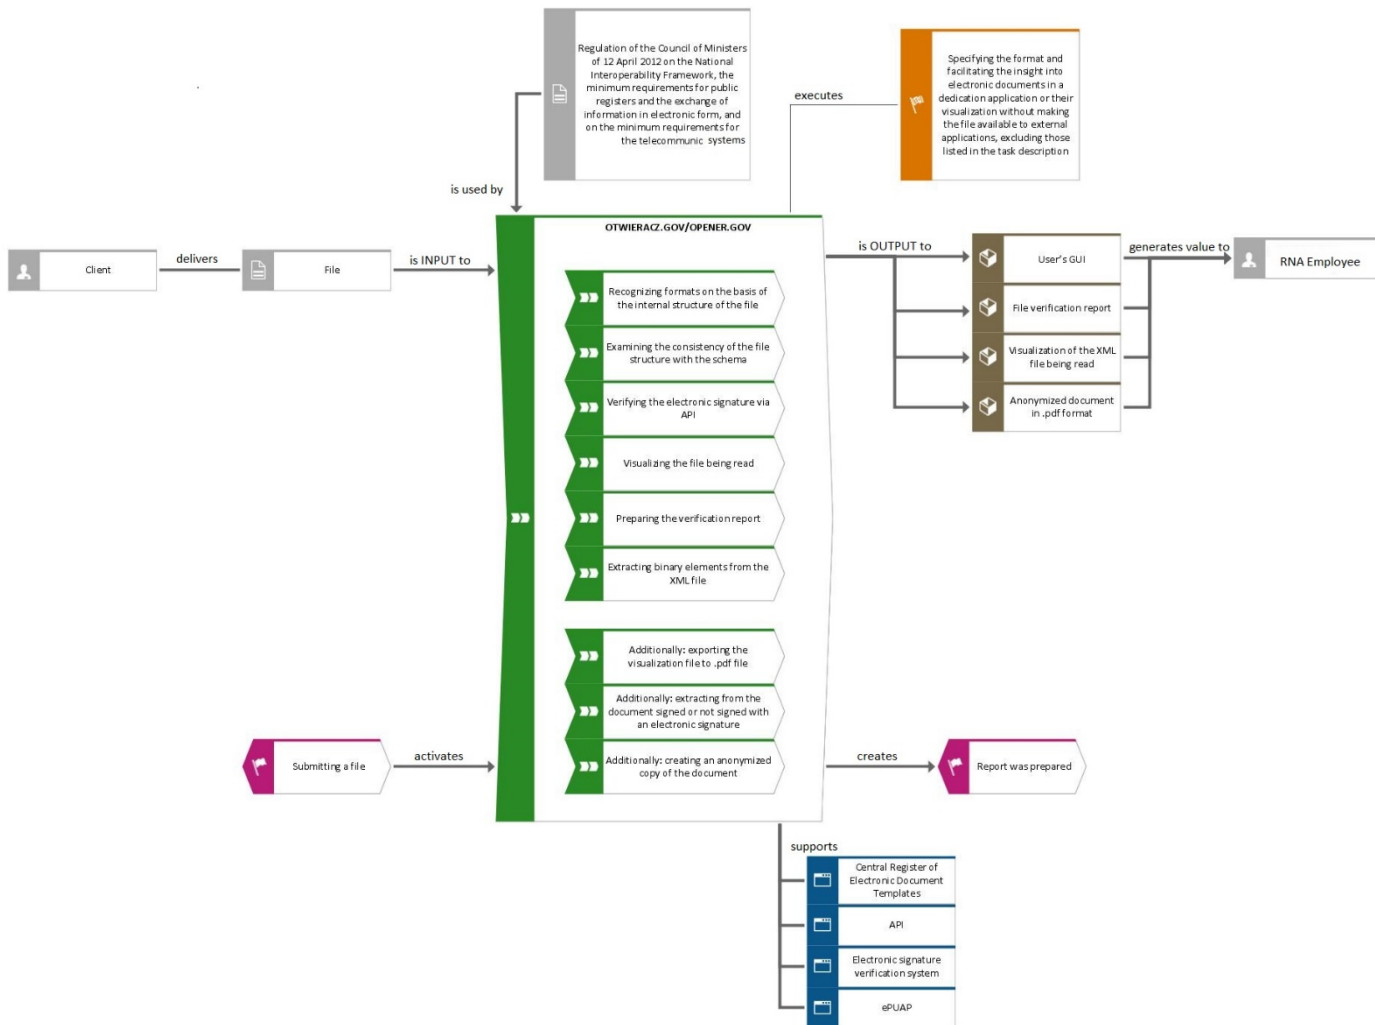 Regulation of the Council of Ministers
of 12 April 2012 on the National
Interoperability Framework, the
minimum requirements for public
registers and the exchange of
information in electronic form, and
on the minimum requirements for
the telecommunic systems
executes
Specifying the format and
facilitating the insight into
electronic documents in a
dedication application or their
visualization without making
the file available to external
applications, excluding those
listed in the task description
is used by
OTWIERACZ.GOV/OPENER.GOV
Client
delivers
File
is INPUT to
is OUTPUT to
User's GUI
File verification report
Visualization of the XML
file being read
Anonymized document
in .pdf format
generates value to
RNA Employee
Recognizing formats on the basis
of the internal structure of the file
Examining the consistency of the file
structure with the schema
Verifying the electronic signature via
API
Visualizing the file being read
Preparing the verification report
Extracting binary elements from the
XML file
Additionally: exporting the
visualization file to .pdf file
Additionally: extracting from the
document signed or not signed with
an electronic signature
Additionally: creating an anonymized
copy of the document
Submitting a file
activates
creates
Report was prepared
supports
Central Register of
Electronic Document
Templates
API
Electronic signature
verification system
ePUAP